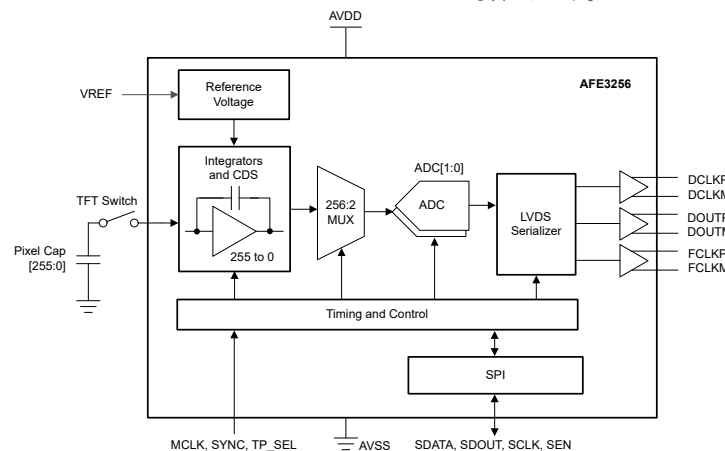 AVDD
AFE3256
VREF
Reference
Voltage
Integrators
and CDS
255 to 0
TFT Switch
Pixel Cap
[255:0]
256:2
MUX
ADC[1:0]
ADC
LVDS
Serializer
DCLKP
DCLKM
DOUTP
FCLKP
FCLKM
Timing and Control
SPI
MCLK, SYNC, TP_SEL
AVSS
SDATA, SDOUT, SCLK, SEN